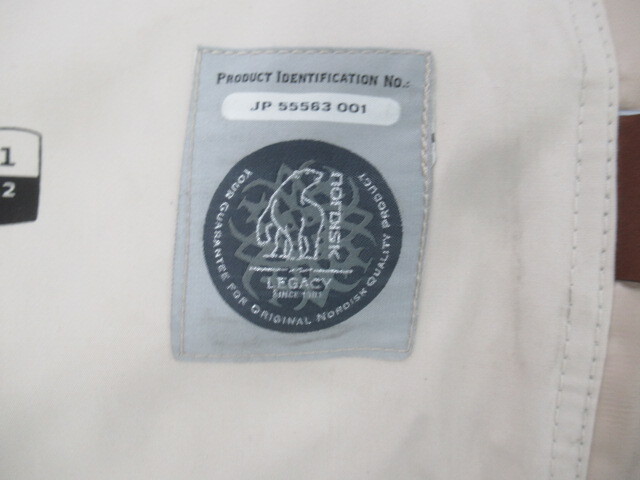 PRODUCT IDENTIFICATION NO.:
JP 55563 001
NORDISK
LEGACY
SINCE 1901
YOUR GUARANTEE FOR ORIGINAL NORDISK QUALITY PRODUCT
1
2